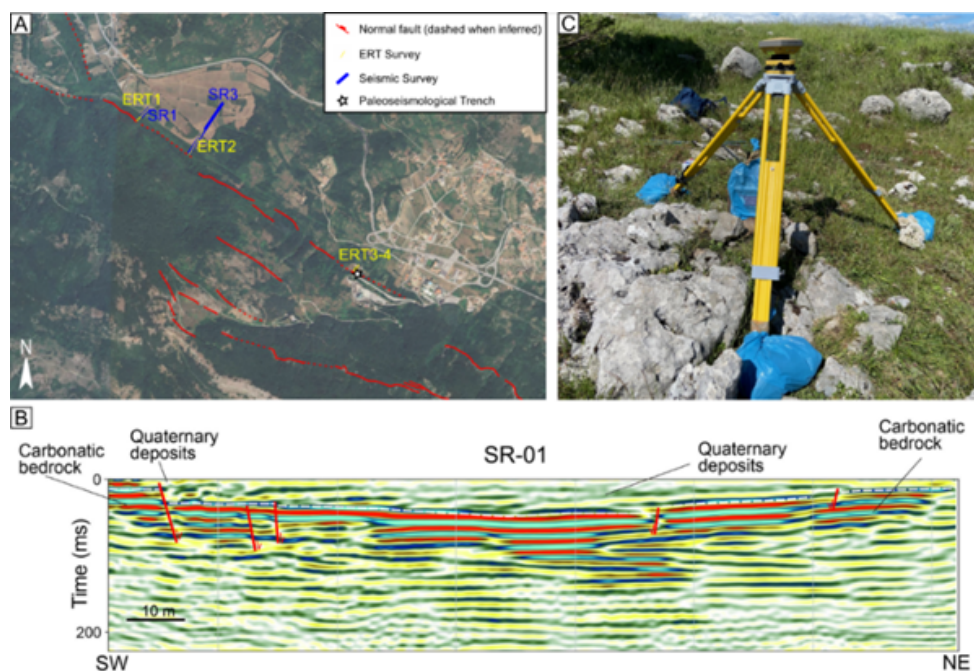 A
Normal fault (dashed when inferred)
ERT Survey
Seismic Survey
Paleoseismological Trench
ERT1
SR1
SR3
ERT2
ERT3-4
N
C
B
Carbonatic
bedrock
Quaternary
deposits
SR-01
Quaternary
deposits
Carbonatic
bedrock
0
Time (ms)
10 m
200
SW
NE